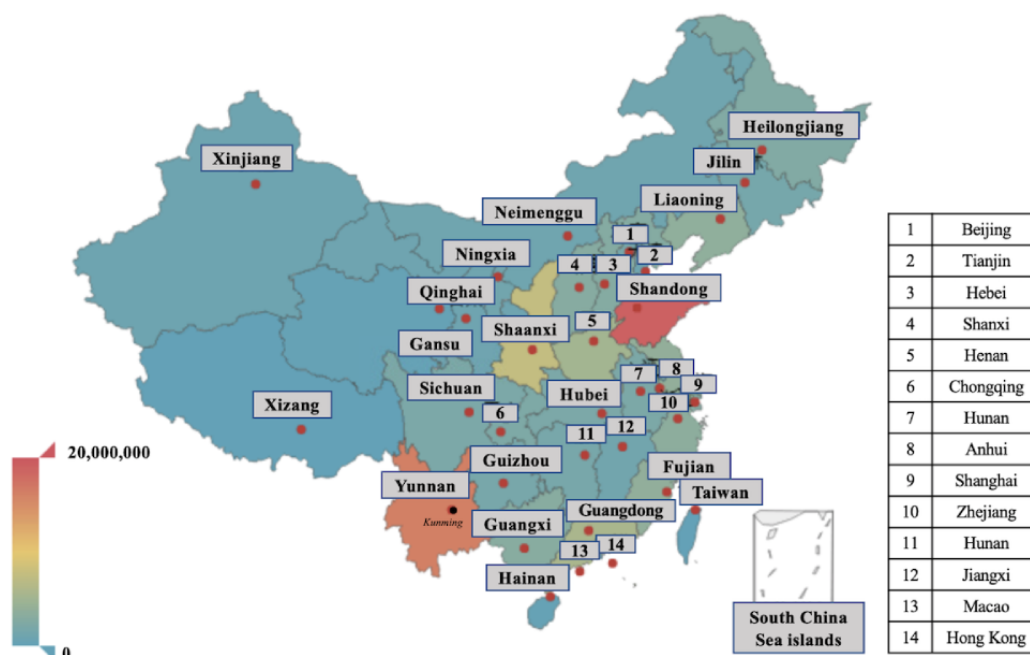 Heilongjiang
Xinjiang
Jilin
Liaoning
Neimenggu
1
Ningxia
2
4
3
Qinghai
Shandong
5
Shaanxi
Gansu
8
7
9
Sichuan
Hubei
Xizang
10
6
12
11
20,000,000
Guizhou
Fujian
Yunnan
Taiwan
Kunming
Guangdong
Guangxi
13
14
Hainan
South China
Sea islands
0
1 Beijing
2 Tianjin
3 Hebei
4 Shanxi
5 Henan
6 Chongqing
7 Hunan
8 Anhui
9 Shanghai
10 Zhejiang
11 Hunan
12 Jiangxi
13 Macao
14 Hong Kong